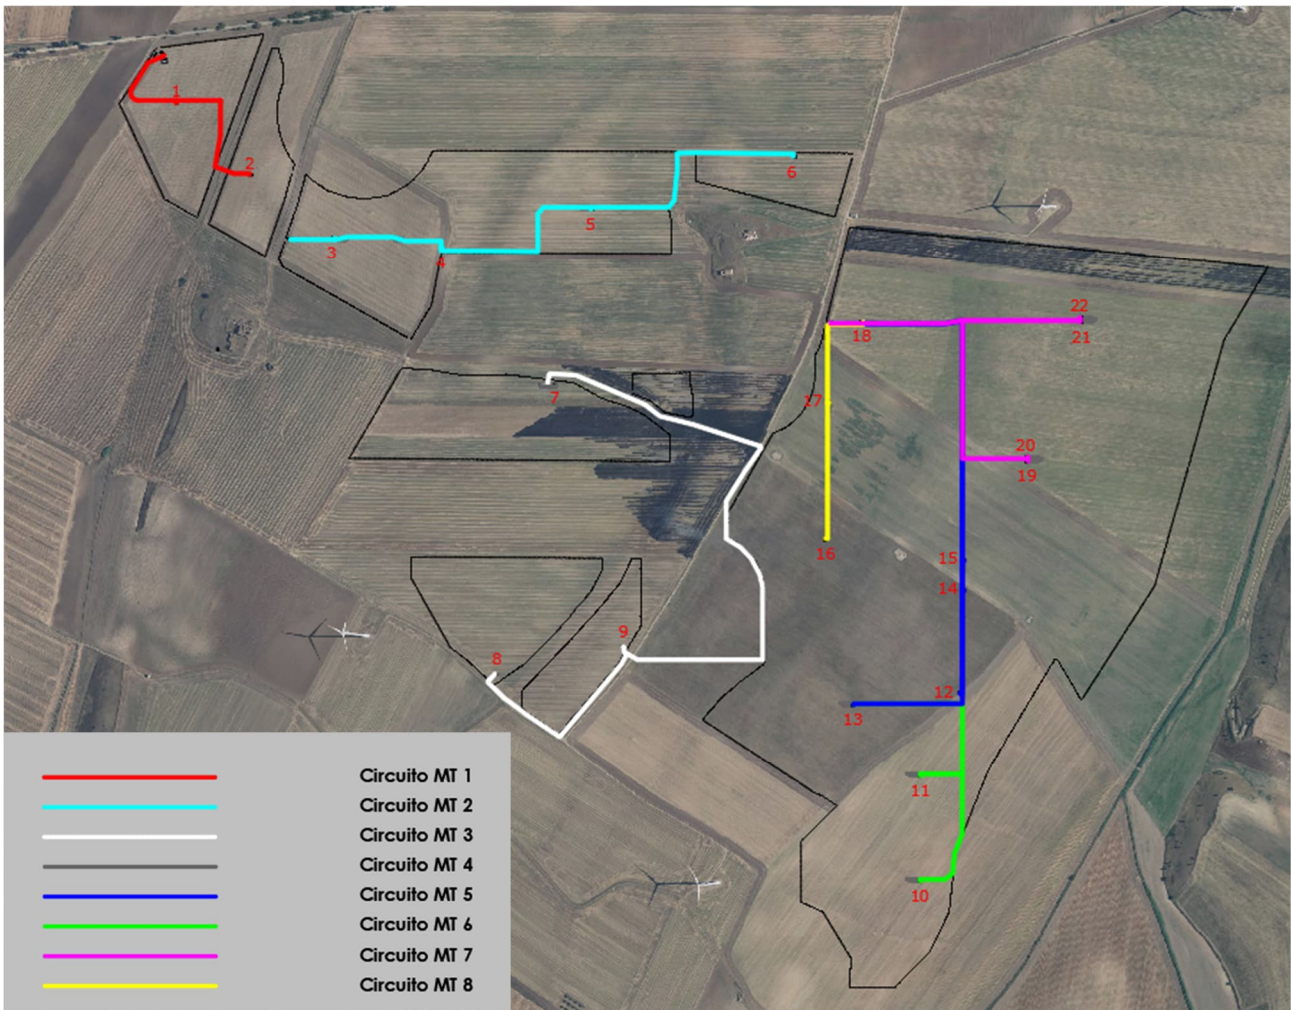 1
2
6
5
3
4
22
18
21
7
17
20
19
16
15
14
9
8
12
13
11
10
Circuito MT 1
Circuito MT 2
Circuito MT 3
Circuito MT 4
Circuito MT 5
Circuito MT 6
Circuito MT 7
Circuito MT 8